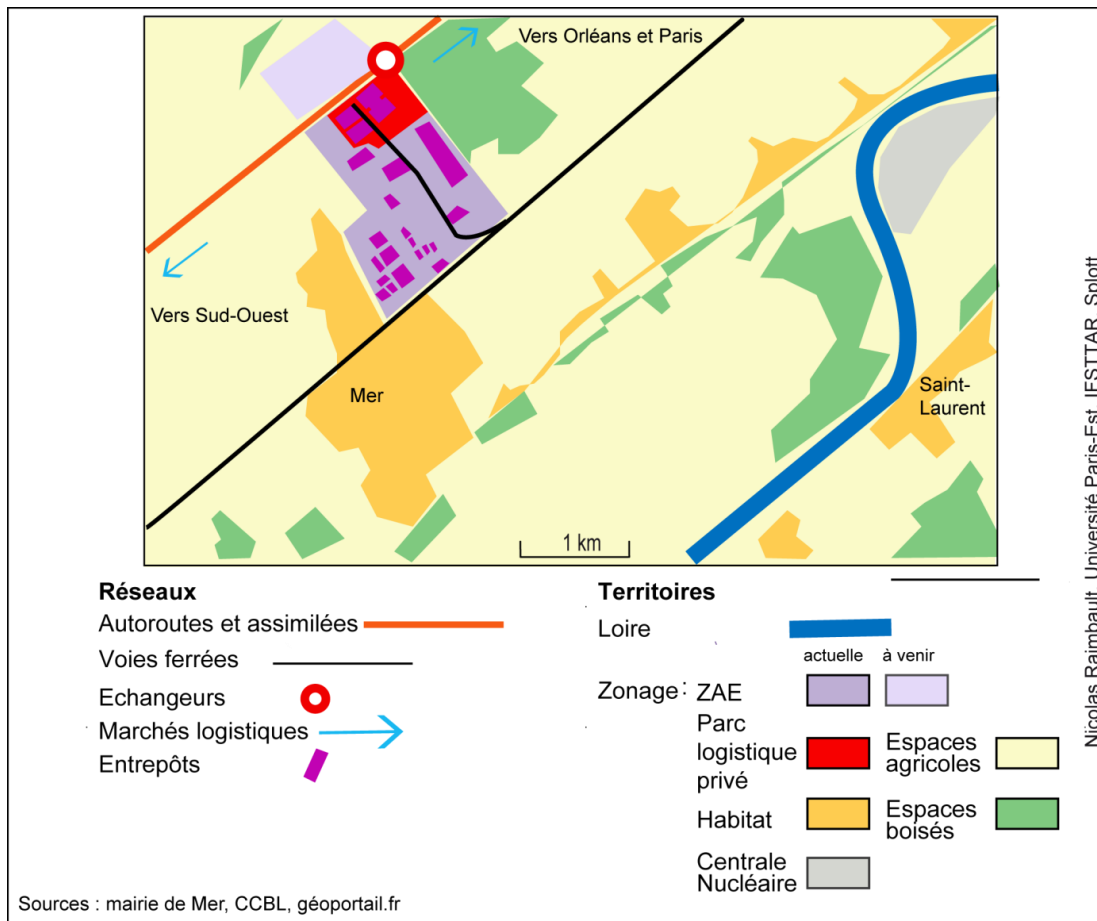 Vers Orléans et Paris
Vers Sud-Ouest
Mer
Saint-
Laurent
1 km
Réseaux
Autoroutes et assimilées
Voies ferrées
Echangeurs
Marchés logistiques
Entrepôts
Territoires
Loire
actuelle
à venir
Zonage : ZAE
Parc
logistique
privé
Espaces
agricoles
Habitat
Espaces
boisés
Centrale
Nucléaire
Sources : mairie de Mer, CCBL, géoportail.fr
Nicolas Raimbault Université Paris-Est IFSTTAR Splott